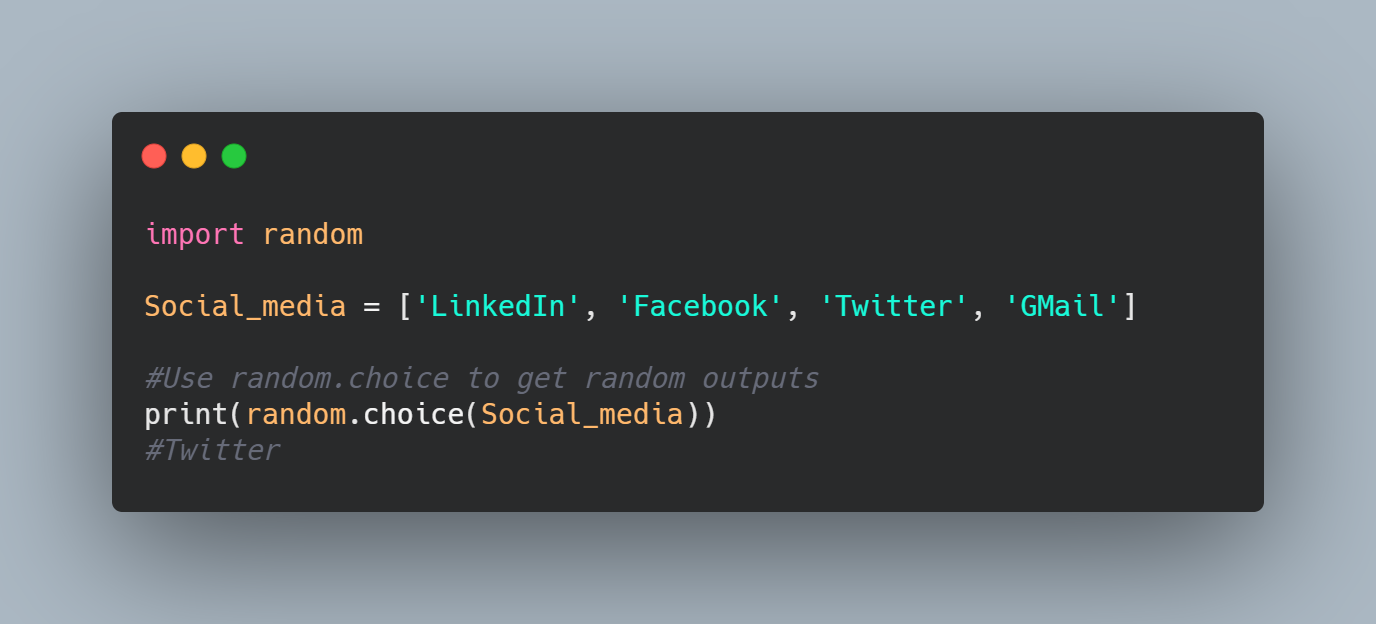 import random
Social_media = ['LinkedIn', 'Facebook', 'Twitter', 'GMail']
#Use random.choice to get random outputs
print(random.choice(Social_media))
#Twitter